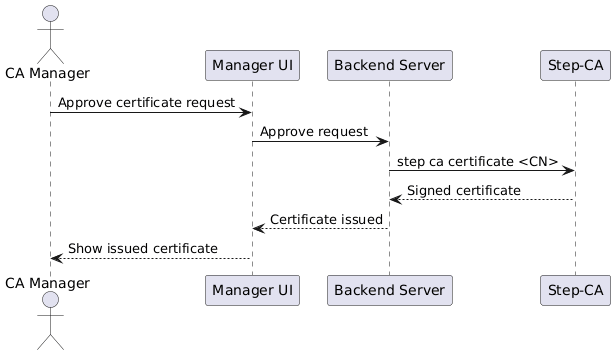 CA Manager
Manager UI
Backend Server
Step-CA
Approve certificate request
Approve request
step ca certificate <CN>
Signed certificate
Certificate issued
Show issued certificate
CA Manager
Manager UI
Backend Server
Step-CA